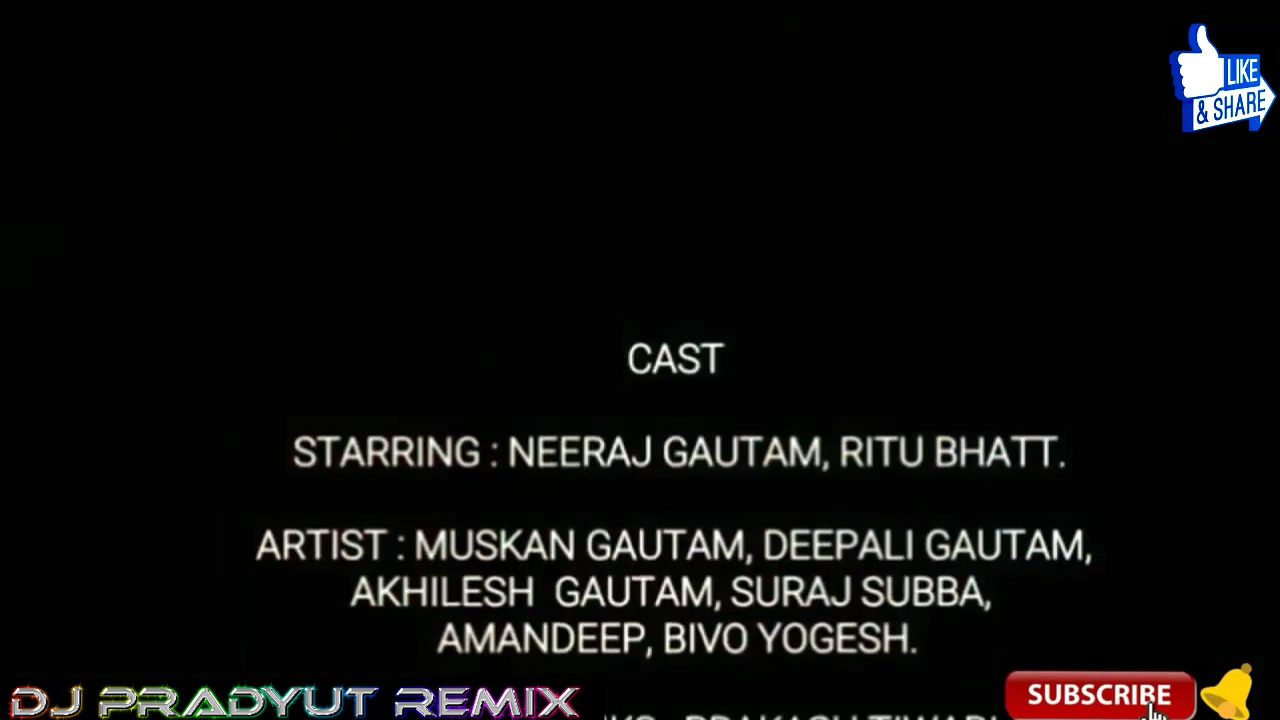 LIKE
& SHARE
CAST
STARRING : NEERAJ GAUTAM, RITU BHATT.
ARTIST : MUSKAN GAUTAM, DEEPALI GAUTAM,
AKHILESH GAUTAM, SURAJ SUBBA,
AMANDEEP, BIVO YOGESH.
DJ PRADYUT REMIX
SUBSCRIBE